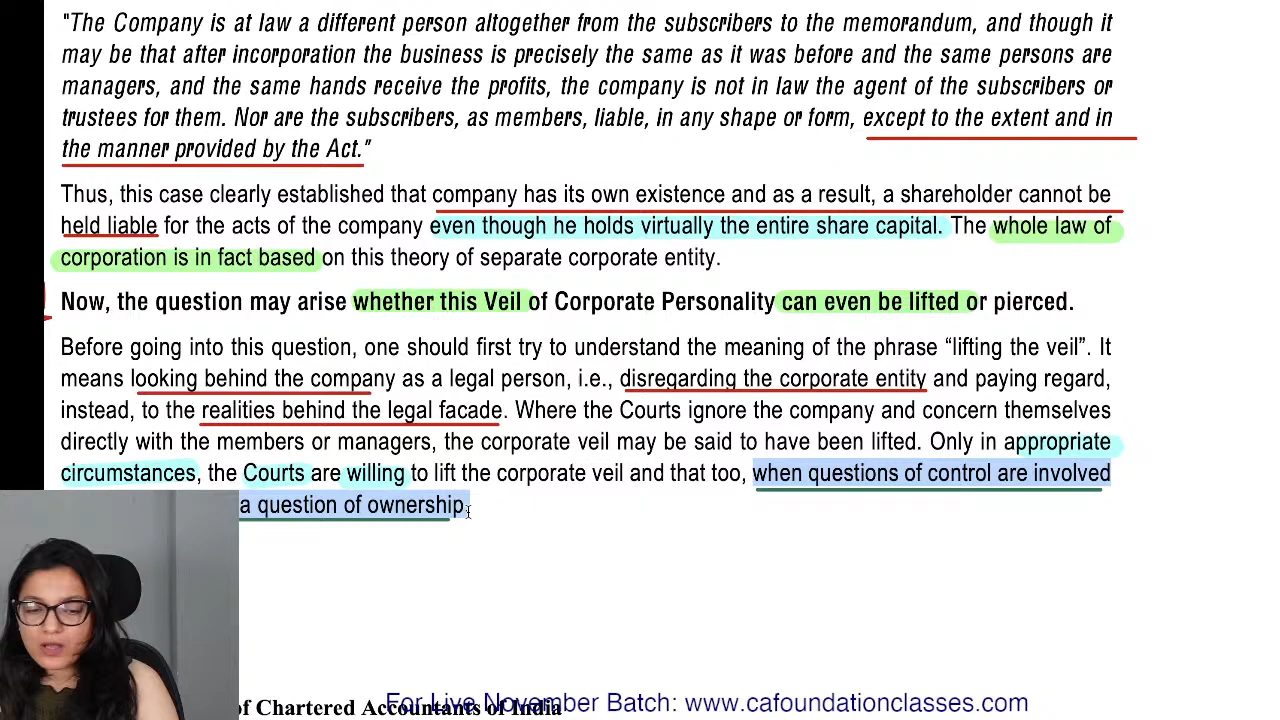 "The Company is at law a different person altogether from the subscribers to the memorandum, and though it
may be that after incorporation the business is precisely the same as it was before and the same persons are
managers, and the same hands receive the profits, the company is not in law the agent of the subscribers or
trustees for them. Nor are the subscribers, as members, liable, in any shape or form, except to the extent and in
the manner provided by the Act."
Thus, this case clearly established that company has its own existence and as a result, a shareholder cannot be
held liable for the acts of the company even though he holds virtually the entire share capital. The whole law of
corporation is in fact based on this theory of separate corporate entity.
Now, the question may arise whether this Veil of Corporate Personality can even be lifted or pierced.
Before going into this question, one should first try to understand the meaning of the phrase “lifting the veil”. It
means looking behind the company as a legal person, i.e., disregarding the corporate entity and paying regard,
instead, to the realities behind the legal facade. Where the Courts ignore the company and concern themselves
directly with the members or managers, the corporate veil may be said to have been lifted. Only in appropriate
circumstances, the Courts are willing to lift the corporate veil and that too, when questions of control are involved
a question of ownership.
of Chartered Accountants of India
For Live November Batch: www.cafoundationclasses.com